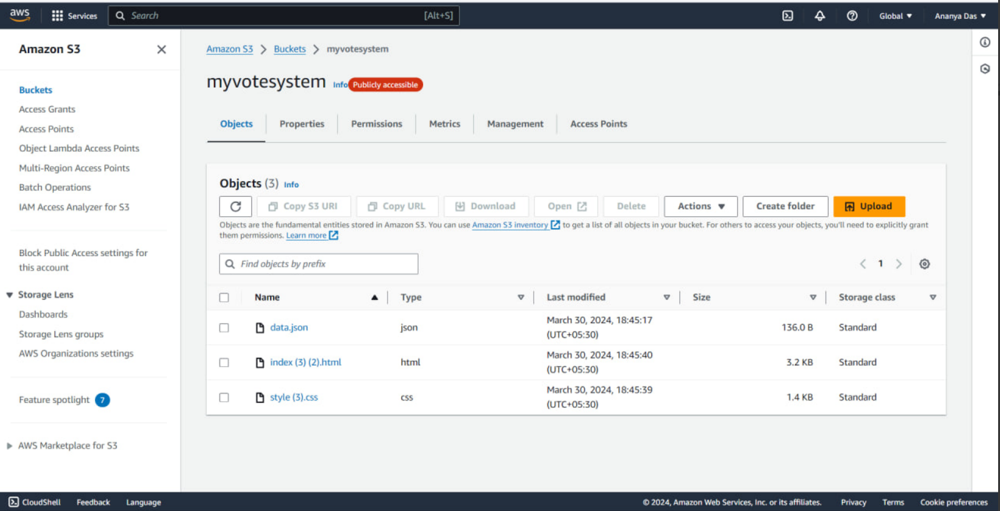 aws
Services
Search
[Alt+S]
Global
Ananya Das
Amazon S3
Buckets
Access Grants
Access Points
Object Lambda Access Points
Multi-Region Access Points
Batch Operations
IAM Access Analyzer for S3
Block Public Access settings for
this account
Storage Lens
Dashboards
Storage Lens groups
AWS Organizations settings
Feature spotlight 7
AWS Marketplace for S3
Amazon S3 > Buckets > myvotesystem
myvotesystem Info Publicly accessible
Objects
Properties
Permissions
Metrics
Management
Access Points
Objects (3) Info
Copy S3 URI
Copy URL
Download
Open
Delete
Actions
Create folder
Upload
Objects are the fundamental entities stored in Amazon S3. You can use Amazon S3 inventory to get a list of all objects in your bucket. For others to access your objects, you'll need to explicitly grant
them permissions. Learn more
Find objects by prefix
1
Name
Type
Last modified
Size
Storage class
data.json
json
March 30, 2024, 18:45:17
(UTC+05:30)
136.0 B
Standard
index (3) (2).html
html
March 30, 2024, 18:45:40
(UTC+05:30)
3.2 KB
Standard
style (3).css
css
March 30, 2024, 18:45:39
(UTC+05:30)
1.4 KB
Standard
CloudShell
Feedback
Language
© 2024, Amazon Web Services, Inc. or its affiliates.
Privacy
Terms
Cookie preferences